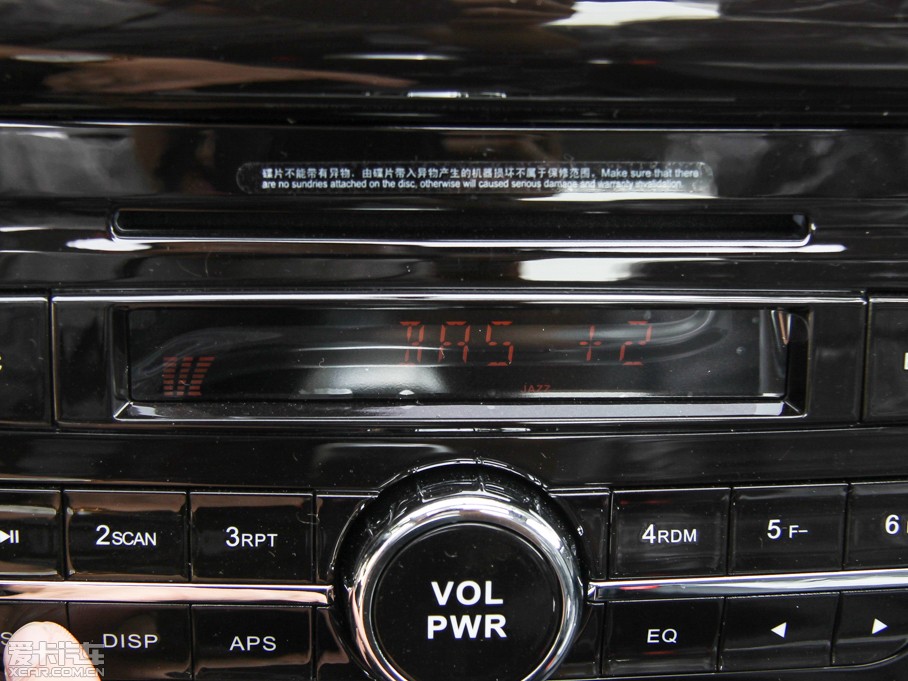 碟片不能带有异物，由碟片带入异物产生的机器损坏不属于保修范围，Make sure that there
are no sundries attached on the disc, otherwise will caused serious damage and warranty invalidation.
BAS +2
JAZZ
2SCAN
3RPT
VOL
PWR
4RDM
5 F-
6
DISP
APS
EQ
爱卡汽车
XCAR.COM.CN